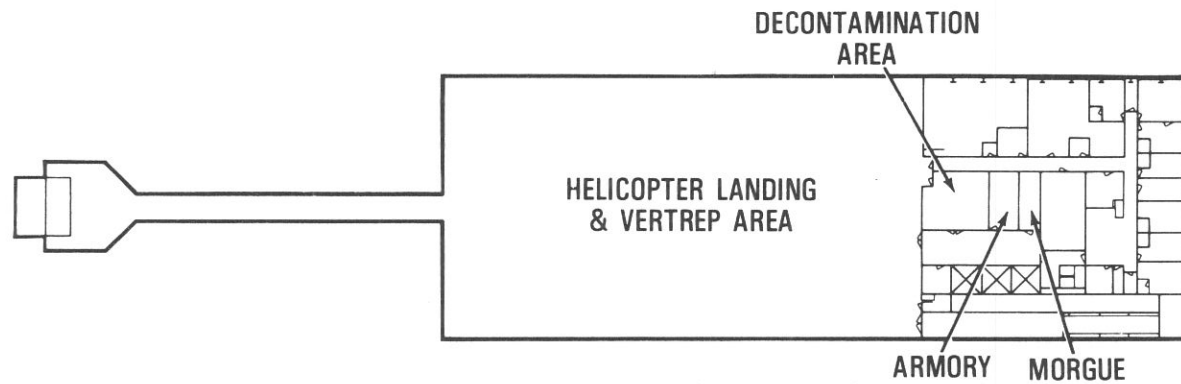 DECONTAMINATION
AREA
HELICOPTER LANDING
& VERTREP AREA
ARMORY
MORGUE